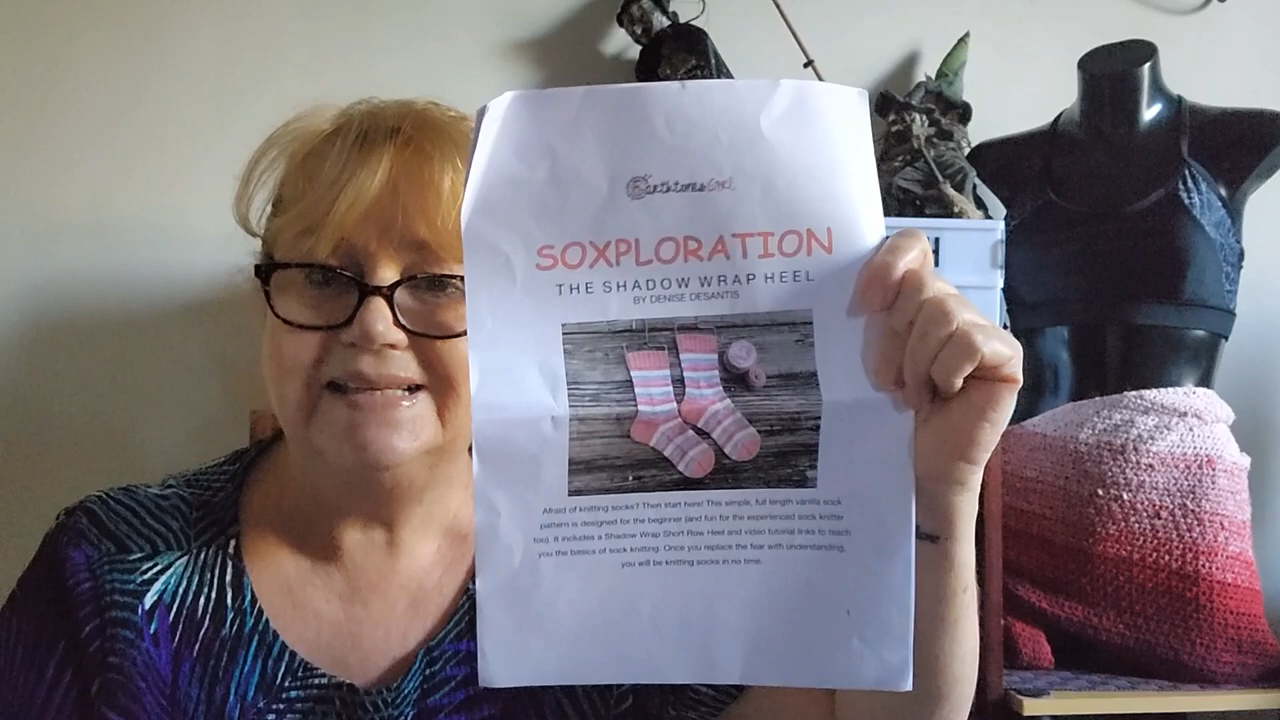 EarthtonesGirl
SOXPLORATION
THE SHADOW WRAP HEEL
BY DENISE DESANTIS
H
Afraid of knitting socks? Then start here! This simple, full length vanilla sock
pattern is designed for the beginner (and fun for the experienced sock knitter
too). It includes a Shadow Wrap Short Row Heel and video tutorial links to teach
you the basics of sock knitting. Once you replace the fear with understanding,
you will be knitting socks in no time.